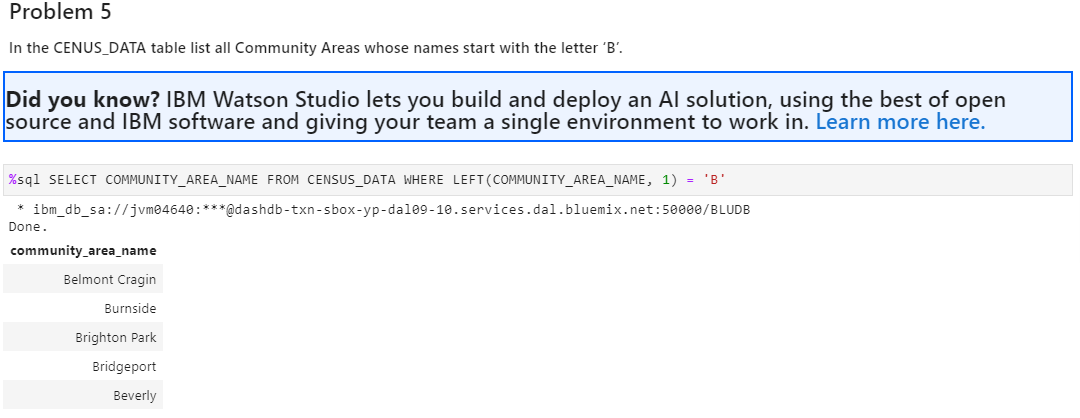 Problem 5
In the CENUS_DATA table list all Community Areas whose names start with the letter ‘B’.
Did you know? IBM Watson Studio lets you build and deploy an AI solution, using the best of open
source and IBM software and giving your team a single environment to work in. Learn more here.
%sql SELECT COMMUNITY_AREA_NAME FROM CENSUS_DATA WHERE LEFT(COMMUNITY_AREA_NAME, 1) = 'B'
* ibm_db_sa://jvm04640:***@dashdb-txn-sbox-yp-dal09-10.services.dal.bluemix.net:50000/BLUDB
Done.
community_area_name
Belmont Cragin
Burnside
Brighton Park
Bridgeport
Beverly